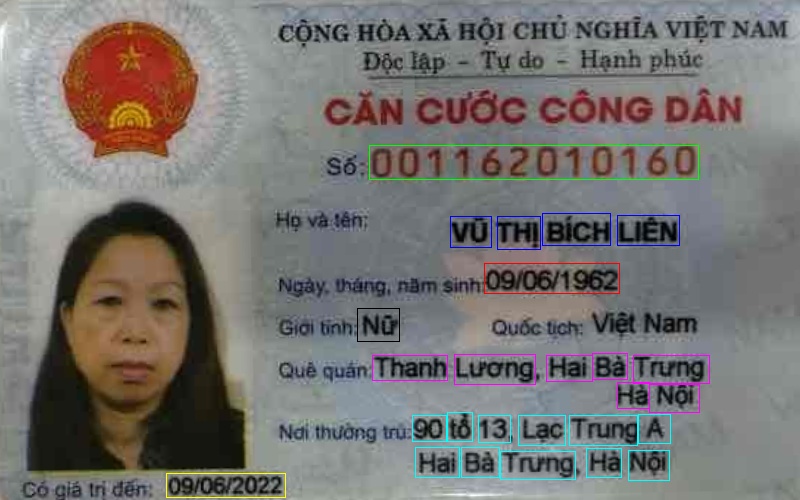 CỘNG HÒA XÃ HỘI CHỦ NGHĨA VIỆT NAM
Độc lập - Tự do - Hạnh phúc
CĂN CƯỚC CÔNG DÂN
Số: 001162010160
Họ và tên: VŨ THỊ BÍCH LIÊN
Ngày, tháng, năm sinh: 09/06/1962
Giới tính: Nữ Quốc tịch: Việt Nam
Quê quán: Thanh Lương, Hai Bà Trưng
Hà Nội
Nơi thường trú: 90 tổ 13, Lạc Trung A
Hai Bà Trưng, Hà Nội
Có giá trị đến: 09/06/2022